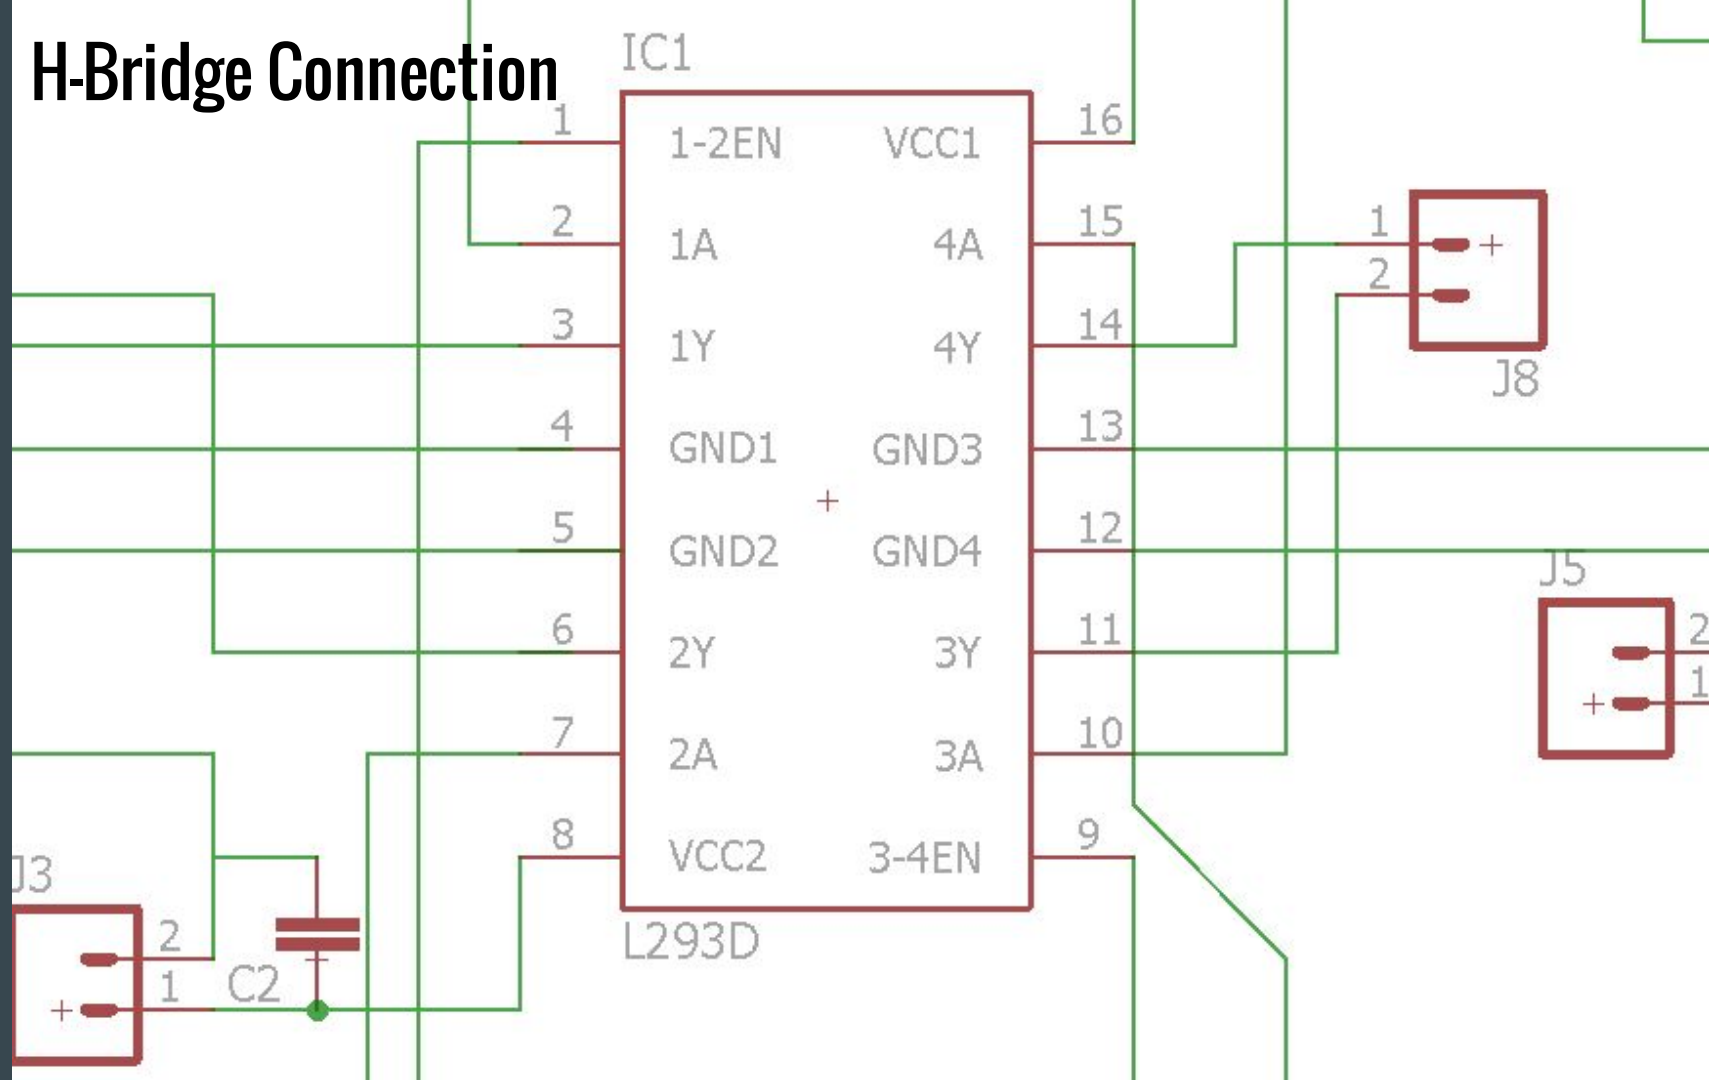 H-Bridge Connection
IC1
1 1-2EN VCC1 16
2 1A 4A 15
3 1Y 4Y 14
4 GND1 GND3 13
5 GND2 GND4 12
6 2Y 3Y 11
7 2A 3A 10
8 VCC2 3-4EN 9
L293D
1 +
2
J8
J5
2
+ 1
J3
2
+ 1
C2
+